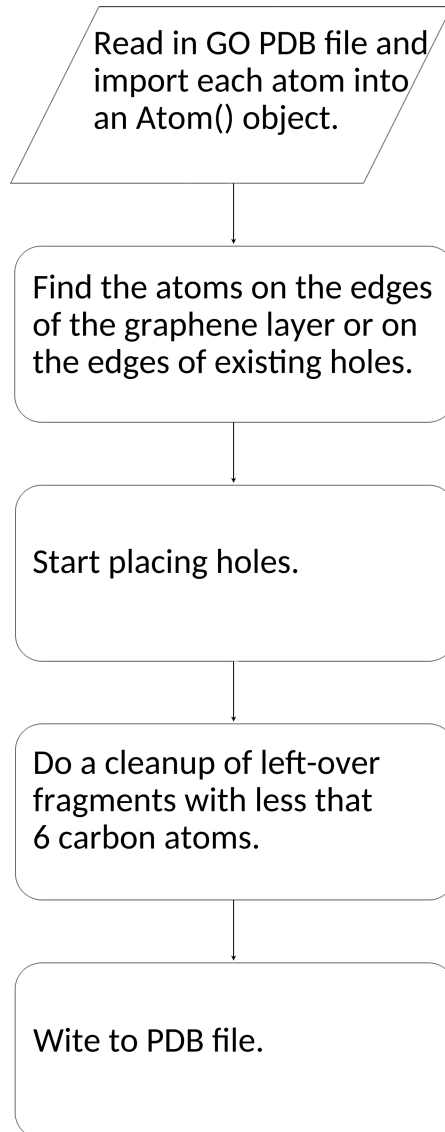 Read in GO PDB file and
import each atom into
an Atom() object.
Find the atoms on the edges
of the graphene layer or on
the edges of existing holes.
Start placing holes.
Do a cleanup of left-over
fragments with less that
6 carbon atoms.
Wite to PDB file.